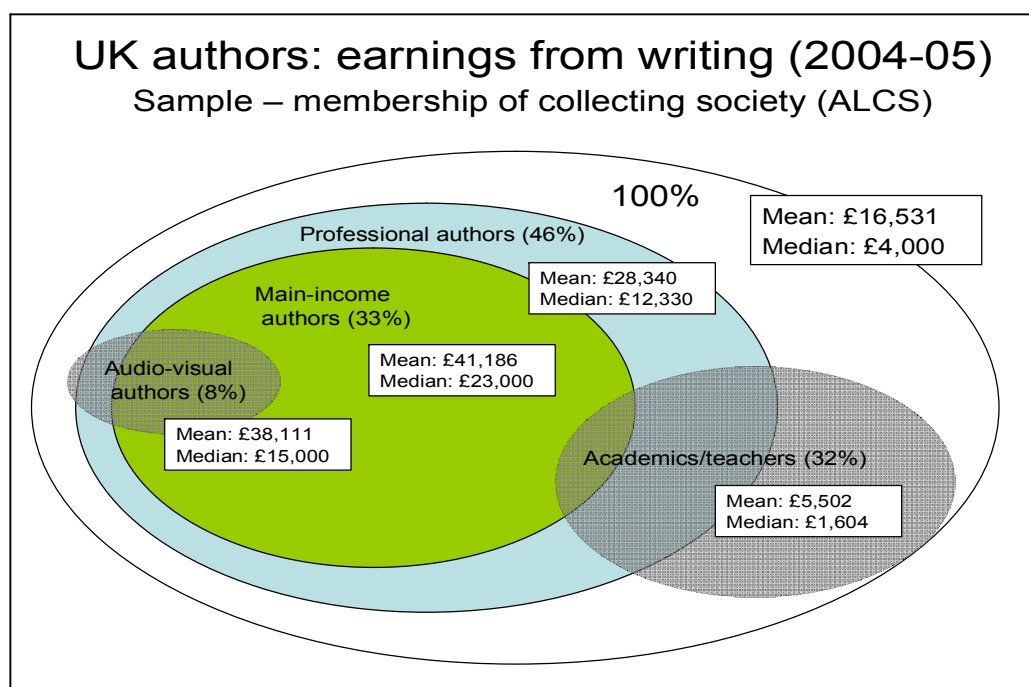 UK authors: earnings from writing (2004-05)
Sample – membership of collecting society (ALCS)
100%
Mean: £16,531
Median: £4,000
Professional authors (46%)
Mean: £28,340
Median: £12,330
Main-income
authors (33%)
Mean: £41,186
Median: £23,000
Audio-visual
authors (8%)
Mean: £38,111
Median: £15,000
Academics/teachers (32%)
Mean: £5,502
Median: £1,604